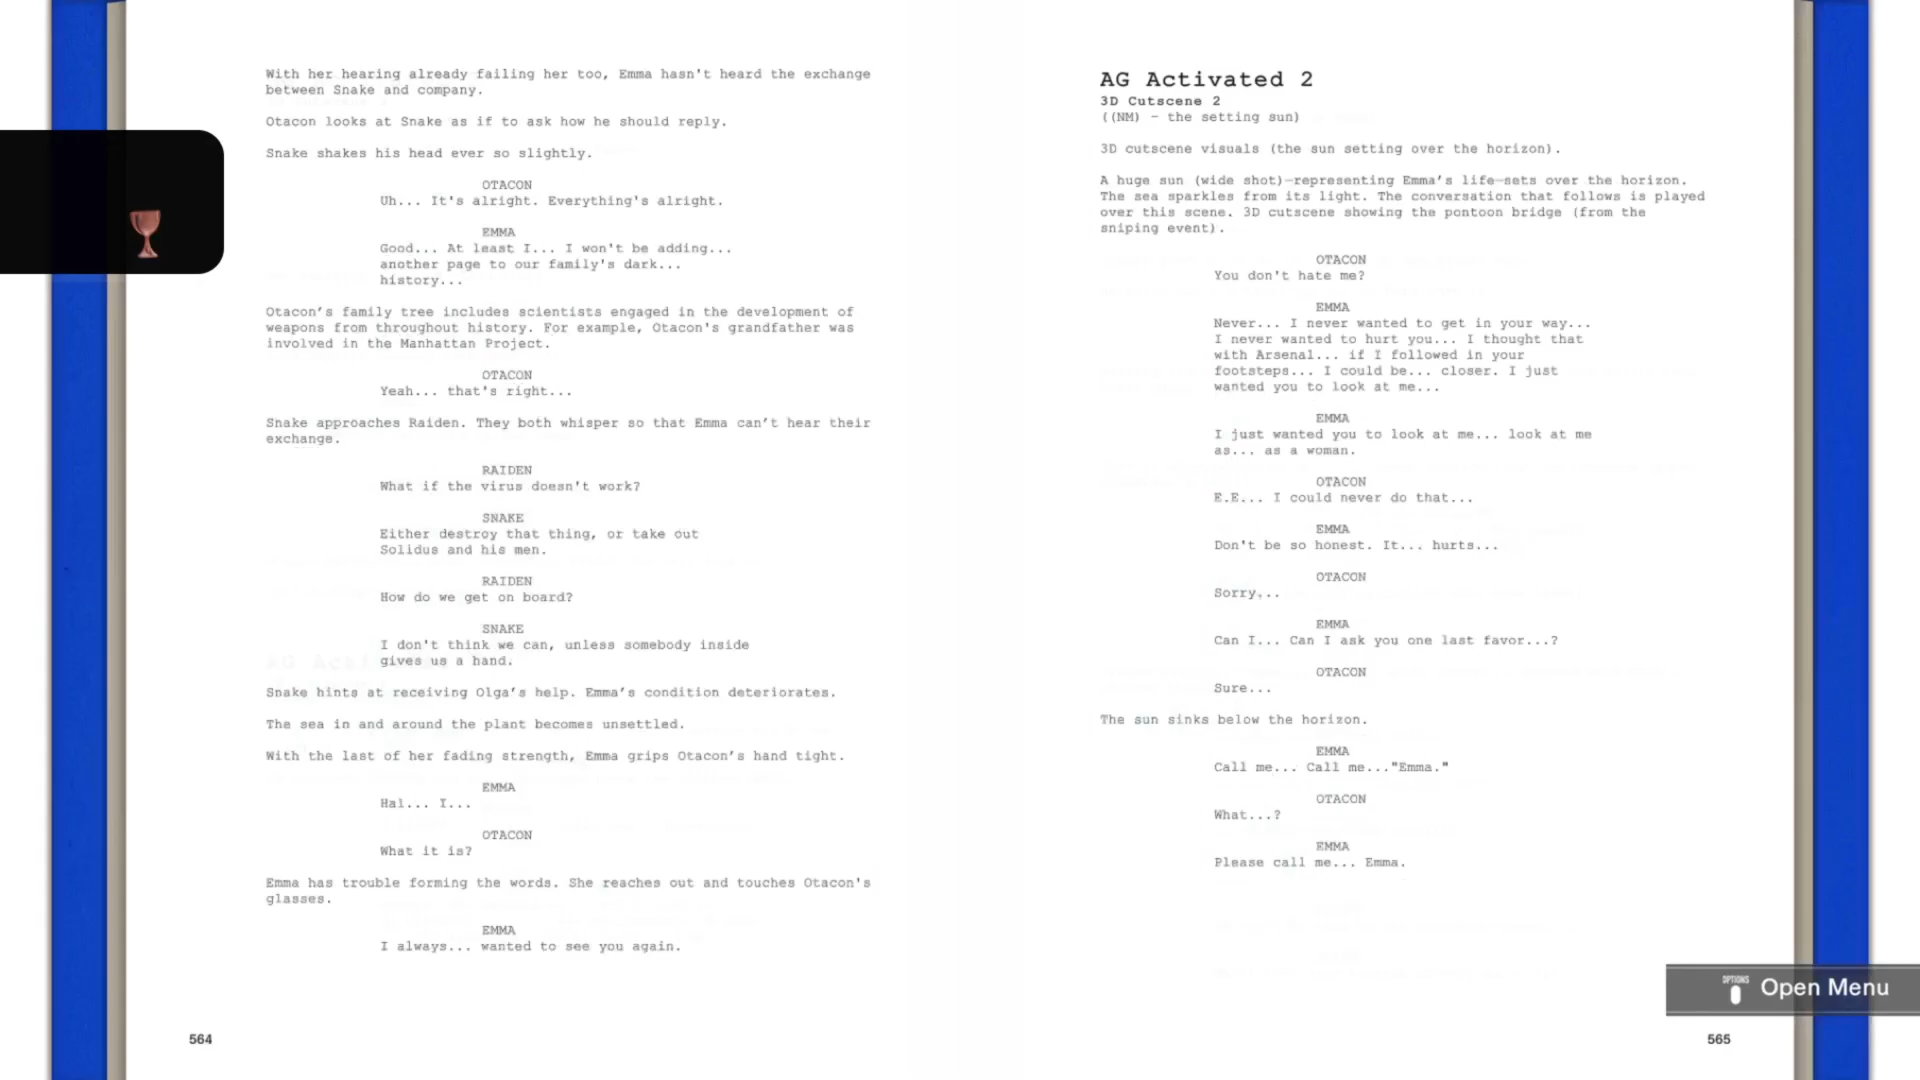 With her hearing already failing her too, Emma hasn't heard the exchange
between Snake and company.
Otacon looks at Snake as if to ask how he should reply.
Snake shakes his head ever so slightly.
OTACON
Uh... It's alright. Everything's alright.
EMMA
Good... At least I... I won't be adding...
another page to our family's dark...
history...
Otacon's family tree includes scientists engaged in the development of
weapons from throughout history. For example, Otacon's grandfather was
involved in the Manhattan Project.
OTACON
Yeah... that's right...
Snake approaches Raiden. They both whisper so that Emma can't hear their
exchange.
RAIDEN
What if the virus doesn't work?
SNAKE
Either destroy that thing, or take out
Solidus and his men.
RAIDEN
How do we get on board?
SNAKE
I don't think we can, unless somebody inside
gives us a hand.
Snake hints at receiving Olga's help. Emma's condition deteriorates.
The sea in and around the plant becomes unsettled.
With the last of her fading strength, Emma grips Otacon's hand tight.
EMMA
Hal... I...
OTACON
What it is?
Emma has trouble forming the words. She reaches out and touches Otacon's
glasses.
EMMA
I always... wanted to see you again.
564
AG Activated 2
3D Cutscene 2
((NM) - the setting sun)
3D cutscene visuals (the sun setting over the horizon).
A huge sun (wide shot)—representing Emma's life—sets over the horizon.
The sea sparkles from its light. The conversation that follows is played
over this scene. 3D cutscene showing the pontoon bridge (from the
sniping event).
OTACON
You don't hate me?
EMMA
Never... I never wanted to get in your way...
I never wanted to hurt you... I thought that
with Arsenal... if I followed in your
footsteps... I could be... closer. I just
wanted you to look at me...
EMMA
I just wanted you to look at me... look at me
as... as a woman.
OTACON
E.E... I could never do that...
EMMA
Don't be so honest. It... hurts...
OTACON
Sorry...
EMMA
Can I... Can I ask you one last favor...?
OTACON
Sure...
The sun sinks below the horizon.
EMMA
Call me... Call me..."Emma."
OTACON
What...?
EMMA
Please call me... Emma.
OPTIONS
Open Menu
565